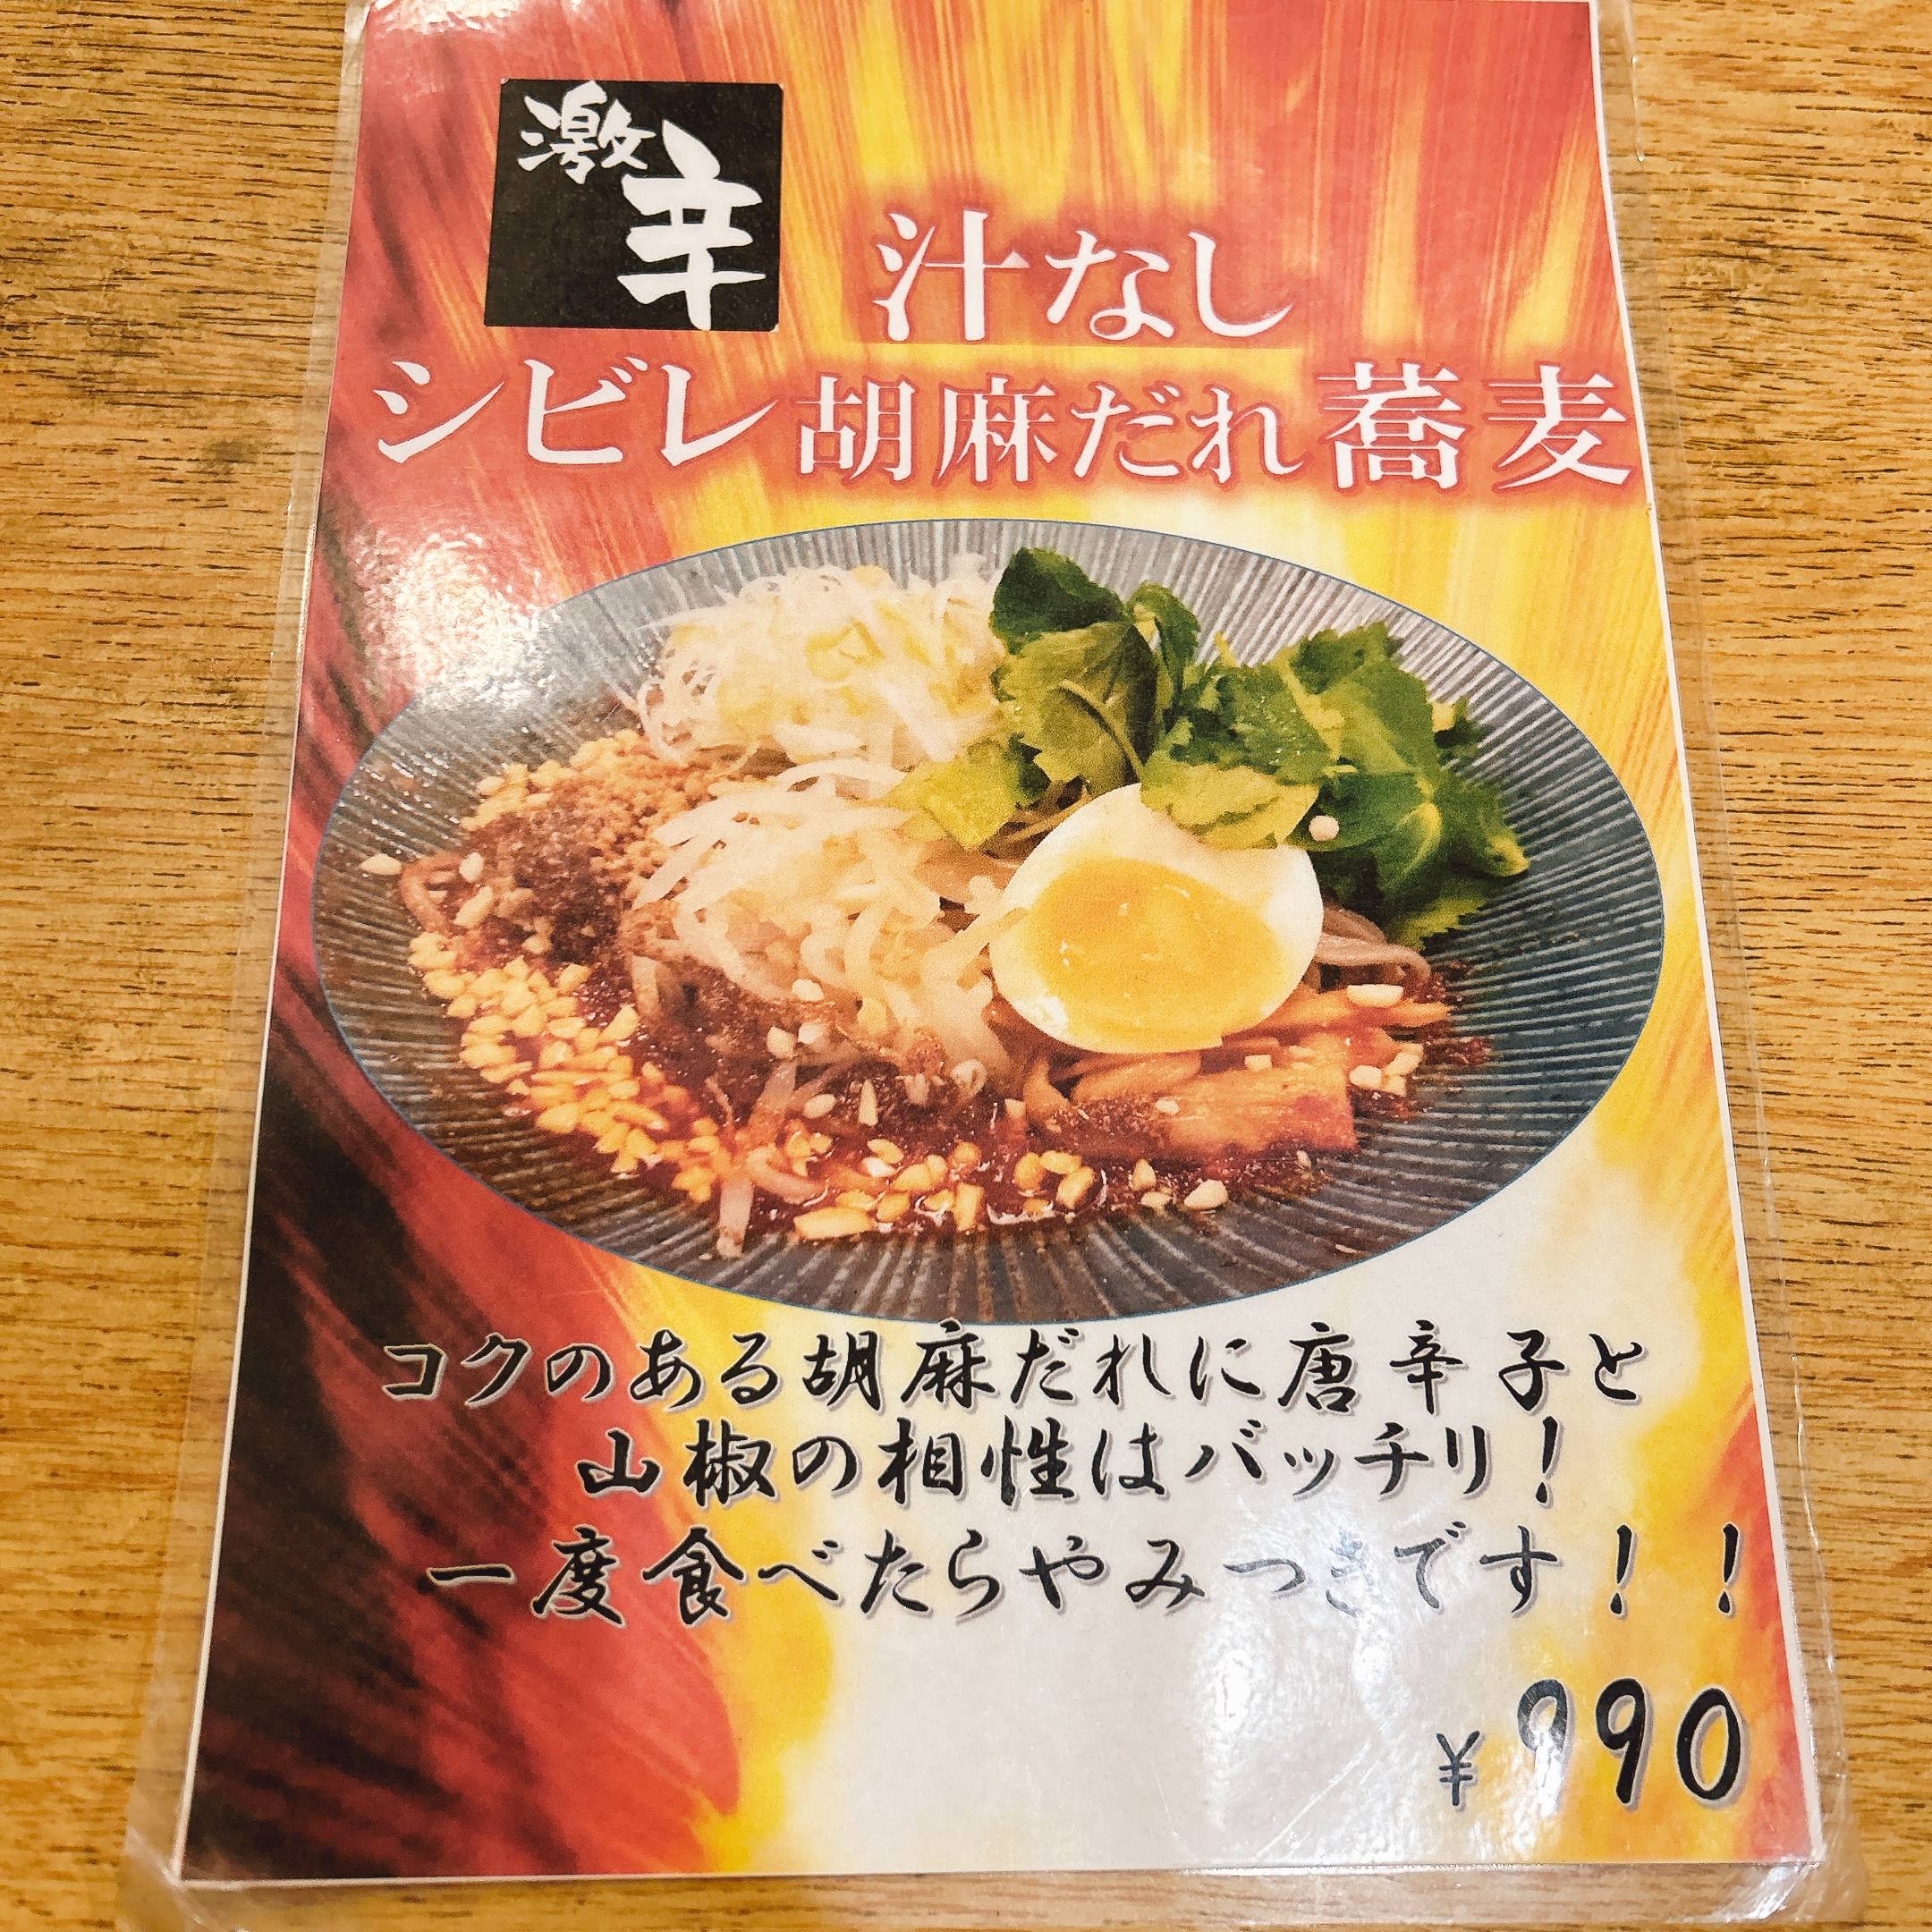 激辛
汁なし
シビレ胡麻だれ蕎麦
コクのある胡麻だれに唐辛子と
山椒の相性はバッチリ！
一度食べたらやみつきです！！
¥990